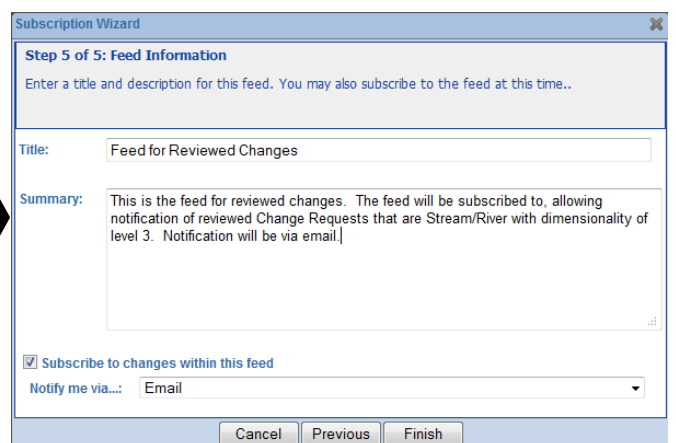 Subscription Wizard
Step 5 of 5: Feed Information
Enter a title and description for this feed. You may also subscribe to the feed at this time..
Title:
Feed for Reviewed Changes
Summary:
This is the feed for reviewed changes.  The feed will be subscribed to, allowing
notification of reviewed Change Requests that are Stream/River with dimensionality of
level 3.  Notification will be via email.
Subscribe to changes within this feed
Notify me via...: Email
Cancel Previous Finish